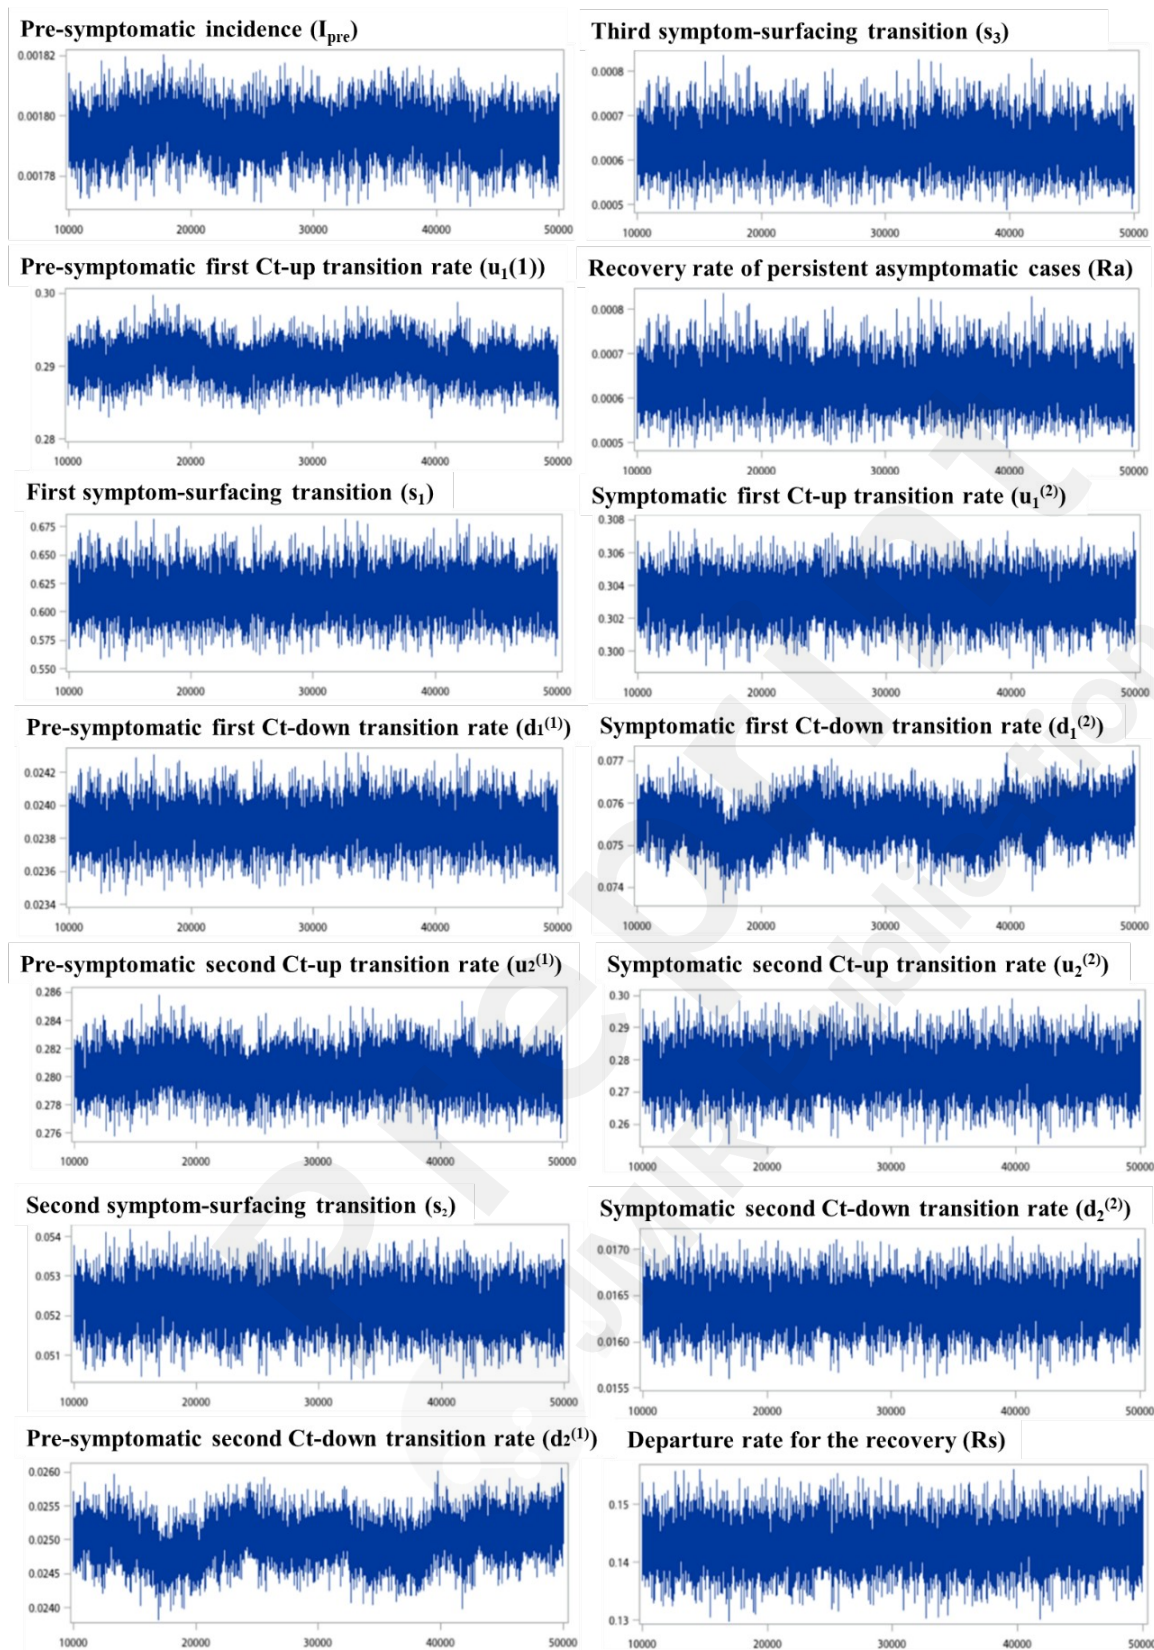 Pre-symptomatic incidence (Ipre)
0.00182
0.00180
0.00178
10000 20000 30000 40000 50000
Third symptom-surfacing transition (s3)
0.0008
0.0007
0.0006
0.0005
10000 20000 30000 40000 50000
Pre-symptomatic first Ct-up transition rate (u1(1))
0.30
0.29
0.28
10000 20000 30000 40000 50000
Recovery rate of persistent asymptomatic cases (Ra)
0.0008
0.0007
0.0006
0.0005
10000 20000 30000 40000 50000
First symptom-surfacing transition (s1)
0.675
0.650
0.625
0.600
0.575
0.550
10000 20000 30000 40000 50000
Symptomatic first Ct-up transition rate (u1(2))
0.308
0.306
0.304
0.302
0.300
10000 20000 30000 40000 50000
Pre-symptomatic first Ct-down transition rate (d1(1))
0.0242
0.0240
0.0238
0.0236
0.0234
10000 20000 30000 40000 50000
Symptomatic first Ct-down transition rate (d1(2))
0.077
0.076
0.075
0.074
10000 20000 30000 40000 50000
Pre-symptomatic second Ct-up transition rate (u2(1))
0.286
0.284
0.282
0.280
0.278
0.276
10000 20000 30000 40000 50000
Symptomatic second Ct-up transition rate (u2(2))
0.30
0.29
0.28
0.27
0.26
10000 20000 30000 40000 50000
Second symptom-surfacing transition (s2)
0.054
0.053
0.052
0.051
10000 20000 30000 40000 50000
Symptomatic second Ct-down transition rate (d2(2))
0.0170
0.0165
0.0160
0.0155
10000 20000 30000 40000 50000
Pre-symptomatic second Ct-down transition rate (d2(1))
0.0260
0.0255
0.0250
0.0245
0.0240
10000 20000 30000 40000 50000
Departure rate for the recovery (Rs)
0.15
0.14
0.13
10000 20000 30000 40000 50000
Preprint
JMIR Publication